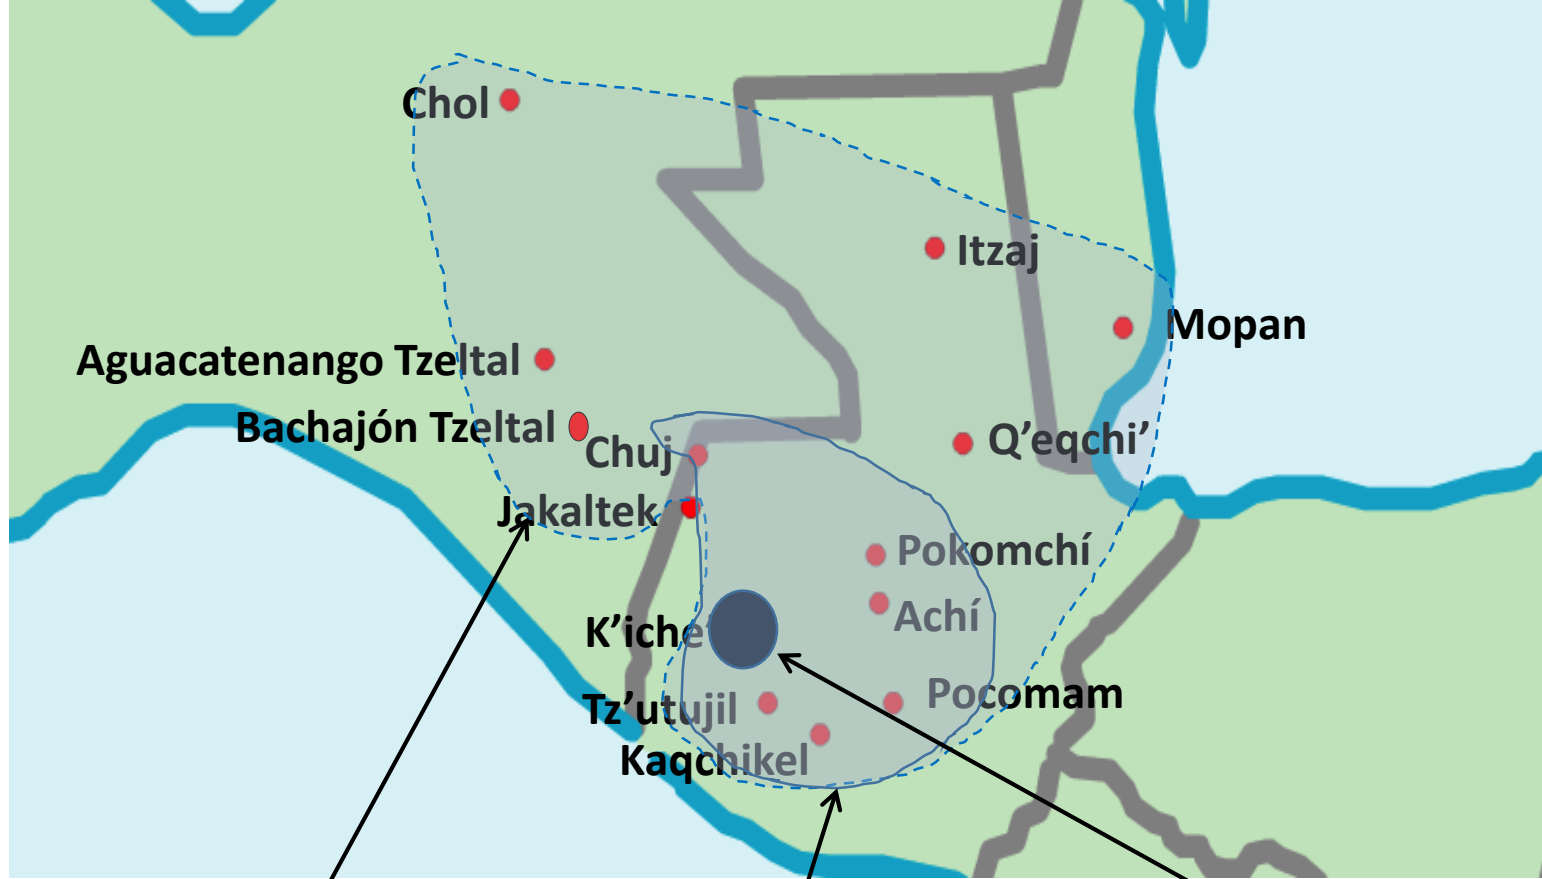 Chol
Itzaj
Mopan
Aguacatenango Tzeltal
Bachajón Tzeltal
Chuj
Q’eqchi’
Jakaltek
Pokomchí
Achí
K’iche’
Pocomam
Tz’utujil
Kaqchikel